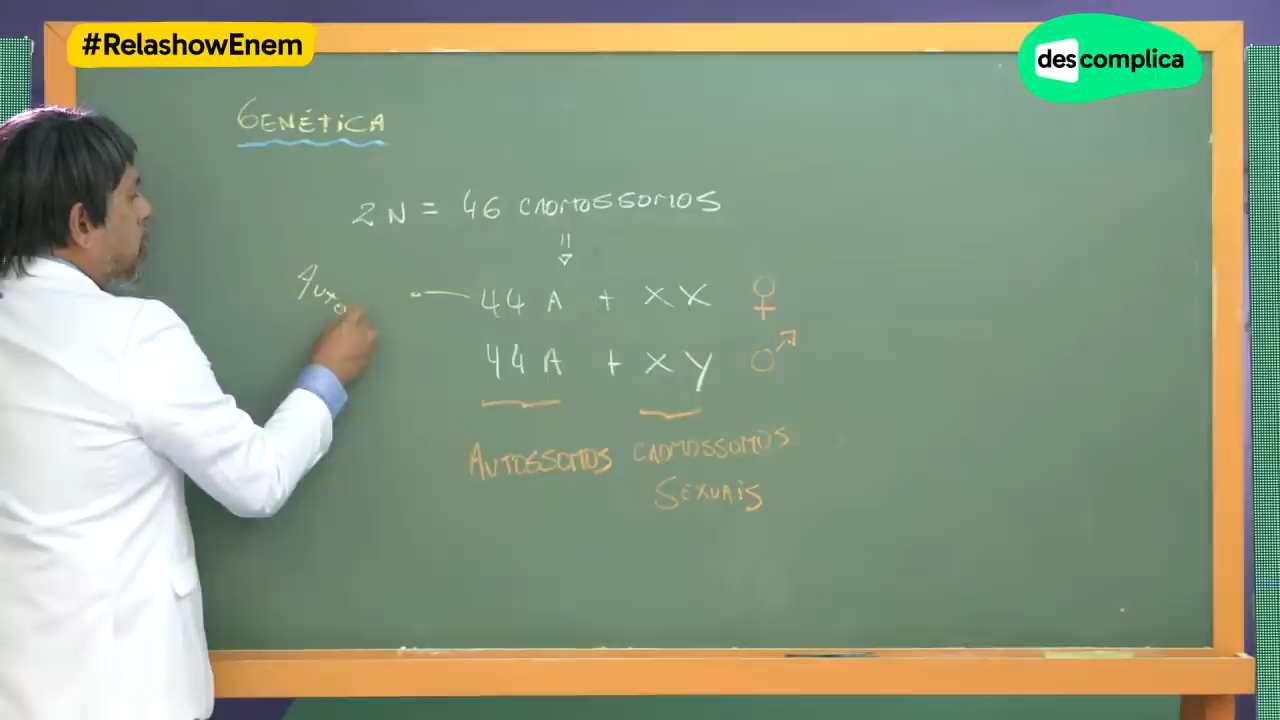 #RelashowEnem
descomplica
GENÉTICA
2N = 46 CROMOSSOMOS
44 A + XX ♀
44 A + XY ♂
AUTOSSOMOS CROMOSSOMOS
SEXUAIS